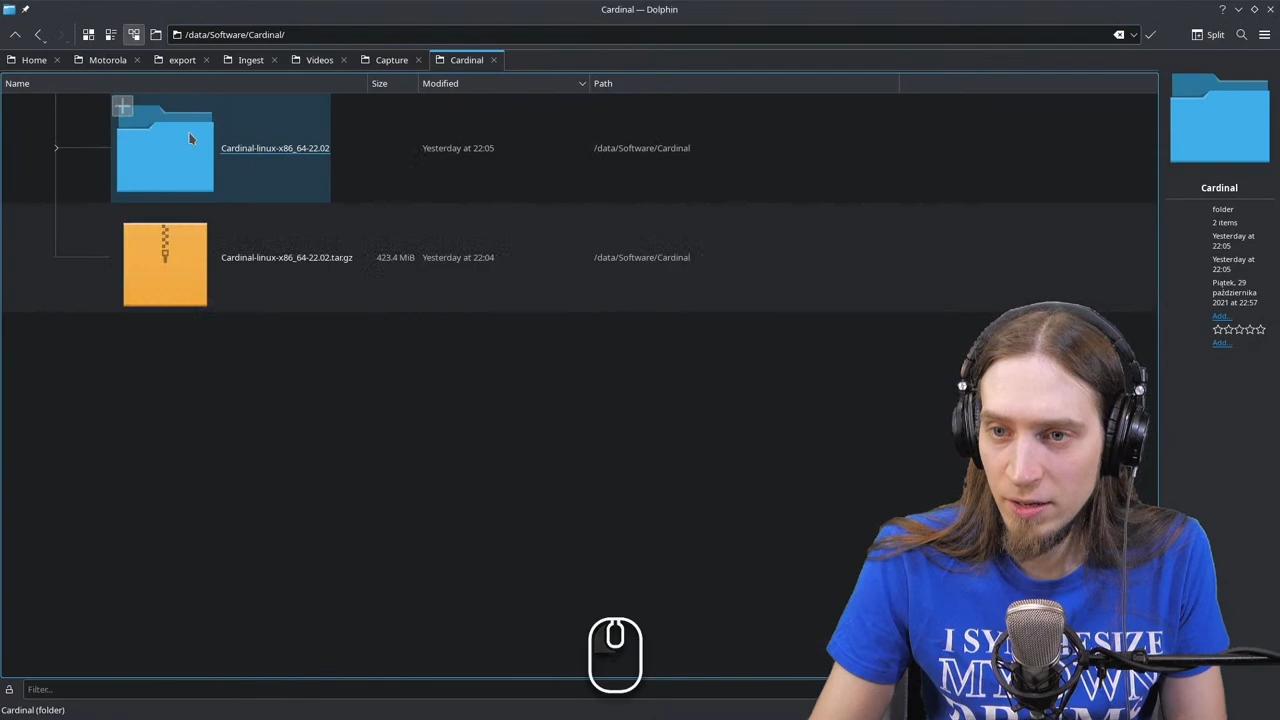 Cardinal — Dolphin
/data/Software/Cardinal/
Split
Home
Motorola
export
Ingest
Videos
Capture
Cardinal
Name
Size
Modified
Path
Cardinal-linux-x86_64-22.02
Yesterday at 22:05
/data/Software/Cardinal
Cardinal-linux-x86_64-22.02.tar.gz
423.4 MiB
Yesterday at 22:04
/data/Software/Cardinal
Cardinal
folder
2 items
Yesterday at
22:05
Yesterday at
22:05
Piątek, 29
października
2021 at 22:57
Add...
Add...
I SYNTHESIZE
MY OWN
DRUMS
Filter...
Cardinal (folder)